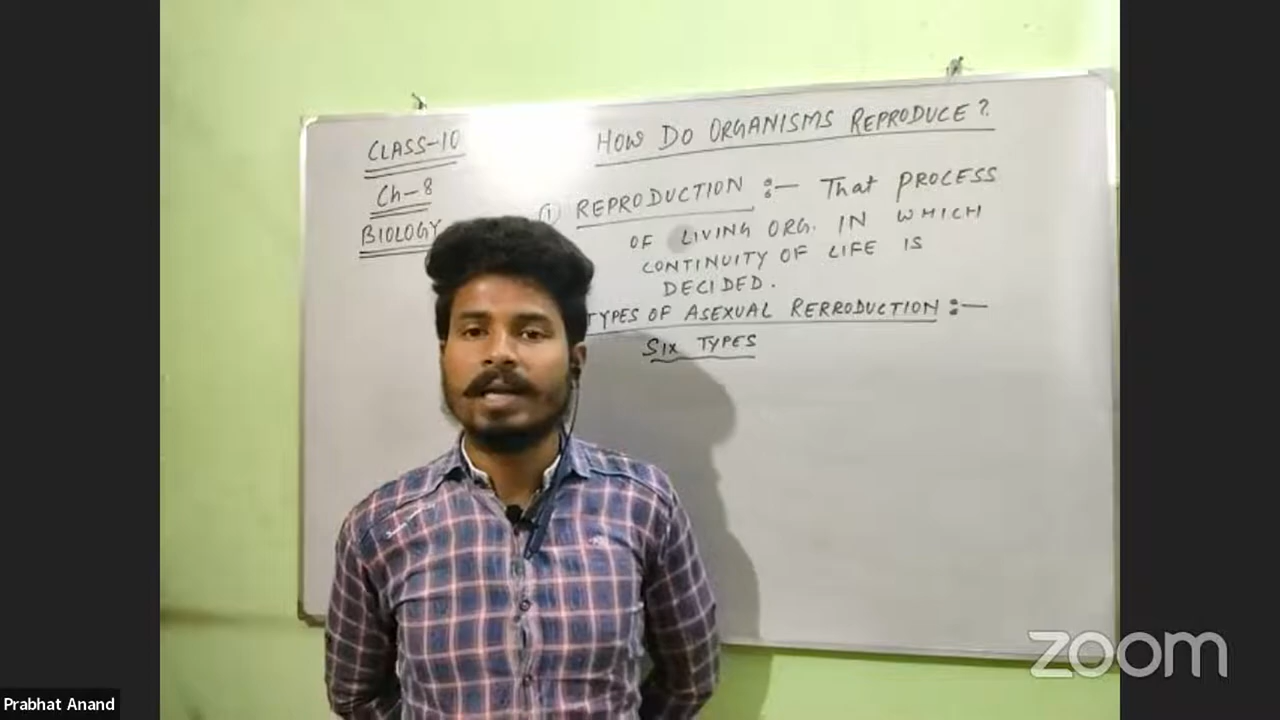 CLASS-10
Ch-8
BIOLOGY
HOW DO ORGANISMS REPRODUCE?
① REPRODUCTION :— That PROCESS
OF LIVING ORG. IN WHICH
CONTINUITY OF LIFE IS
DECIDED.
TYPES OF ASEXUAL RERRODUCTION :—
SIX TYPES
zoom
Prabhat Anand